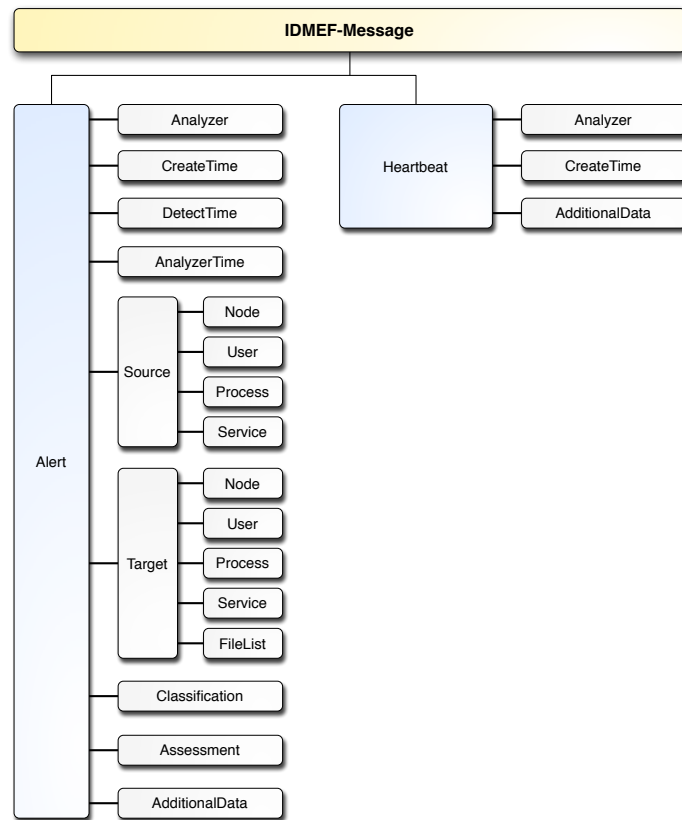 IDMEF-Message
Alert
Analyzer
CreateTime
DetectTime
AnalyzerTime
Source
Node
User
Process
Service
Target
Node
User
Process
Service
FileList
Classification
Assessment
AdditionalData
Heartbeat
Analyzer
CreateTime
AdditionalData